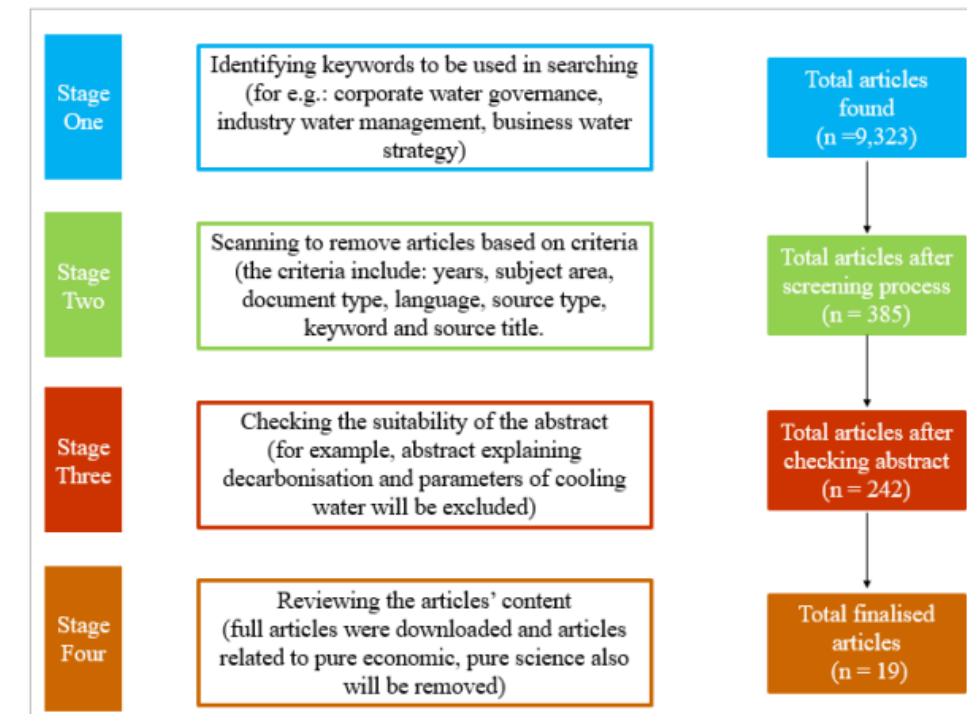 Stage
One
Identifying keywords to be used in searching
(for e.g.: corporate water governance,
industry water management, business water
strategy)
Total articles
found
(n =9,323)
Stage
Two
Scanning to remove articles based on criteria
(the criteria include: years, subject area,
document type, language, source type,
keyword and source title.
Total articles after
screening process
(n = 385)
Stage
Three
Checking the suitability of the abstract
(for example, abstract explaining
decarbonisation and parameters of cooling
water will be excluded)
Total articles after
checking abstract
(n = 242)
Stage
Four
Reviewing the articles' content
(full articles were downloaded and articles
related to pure economic, pure science also
will be removed)
Total finalised
articles
(n = 19)